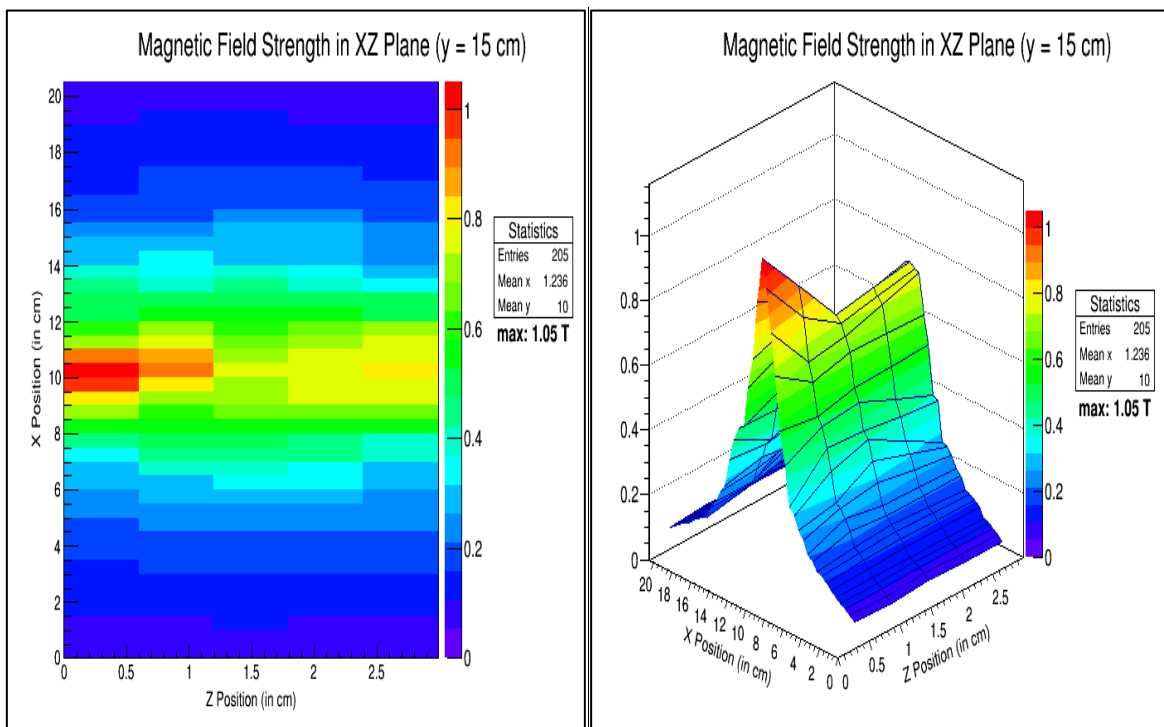 Magnetic Field Strength in XZ Plane (y = 15 cm)
20
18
16
14
12
10
8
6
4
2
0
X Position (in cm)
0 0.5 1 1.5 2 2.5
Z Position (in cm)
1
0.8
0.6
0.4
0.2
0
Statistics
Entries 205
Mean x 1.236
Mean y 10
max: 1.05 T
Magnetic Field Strength in XZ Plane (y = 15 cm)
1
0.8
0.6
0.4
0.2
0
20 18 16 14 12 10 8 6 4 2 0
X Position (in cm)
0 0.5 1 1.5 2 2.5
Z Position (in cm)
1
0.8
0.6
0.4
0.2
0
Statistics
Entries 205
Mean x 1.236
Mean y 10
max: 1.05 T